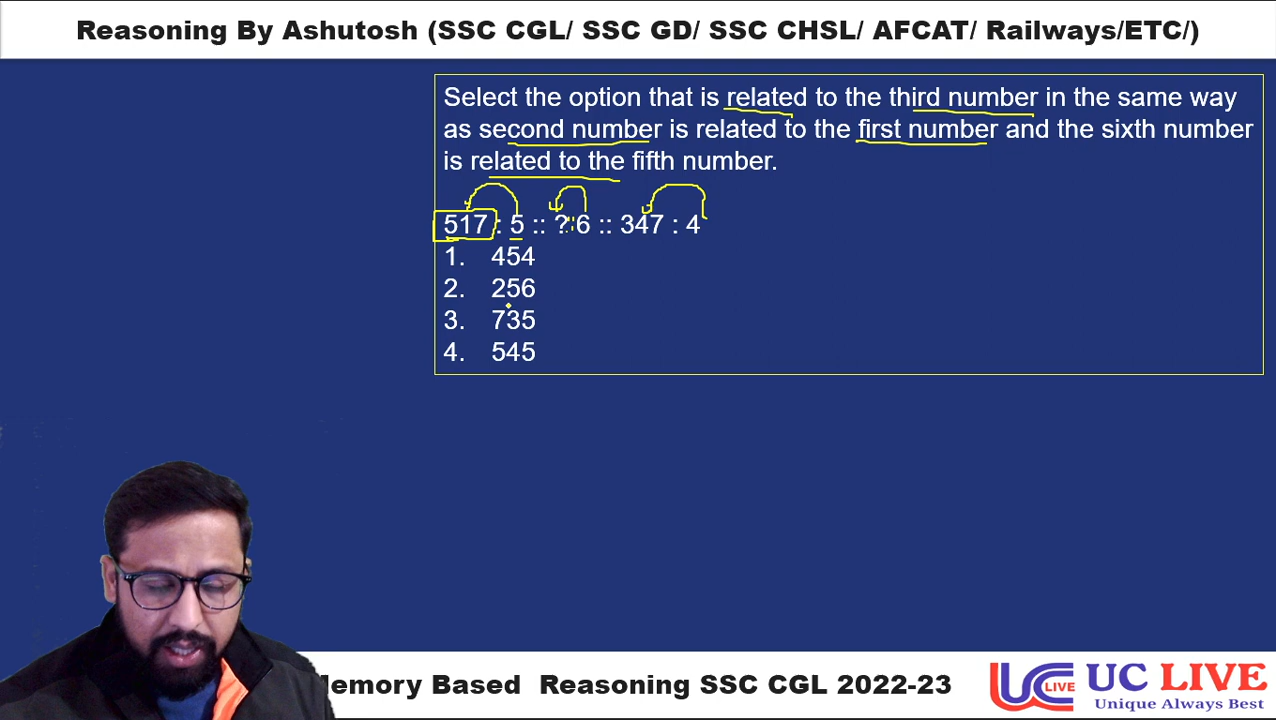 Reasoning By Ashutosh (SSC CGL/ SSC GD/ SSC CHSL/ AFCAT/ Railways/ETC/)
Select the option that is related to the third number in the same way
as second number is related to the first number and the sixth number
is related to the fifth number.
517 : 5 :: ? : 6 :: 347 : 4
1. 454
2. 256
3. 735
4. 545
Memory Based Reasoning SSC CGL 2022-23
LIVE
UC LIVE
Unique Always Best